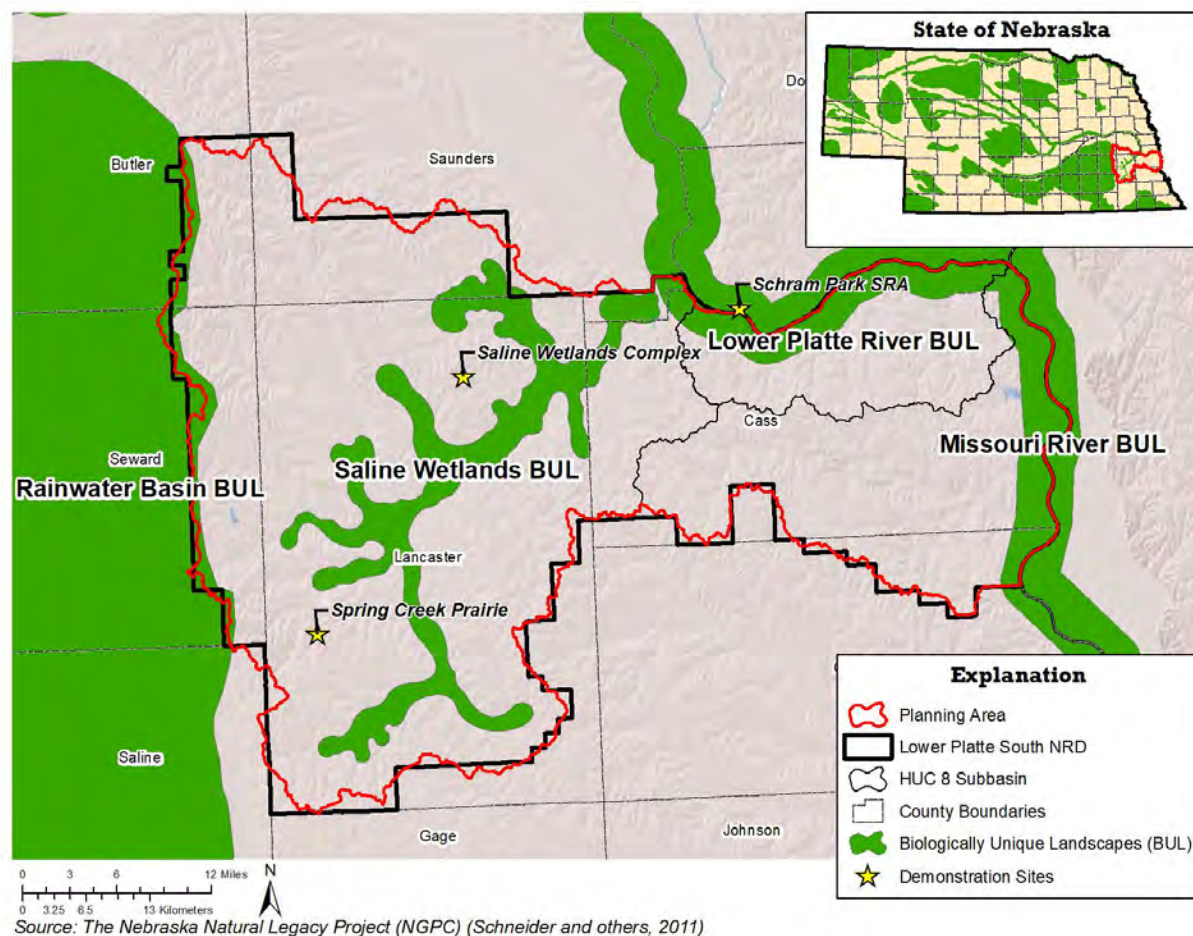 State of Nebraska
Do
Butler
Saunders
Schram Park SRA
Lower Platte River BUL
Saline Wetlands Complex
Cass
Missouri River BUL
Seward
Saline Wetlands BUL
Rainwater Basin BUL
Lancaster
Spring Creek Prairie
Saline
Gage
Johnson
Explanation
Planning Area
Lower Platte South NRD
HUC 8 Subbasin
County Boundaries
Biologically Unique Landscapes (BUL)
Demonstration Sites
0 3 6 12 Miles
0 3.25 6.5 13 Kilometers
N
Source: The Nebraska Natural Legacy Project (NGPC) (Schneider and others, 2011)